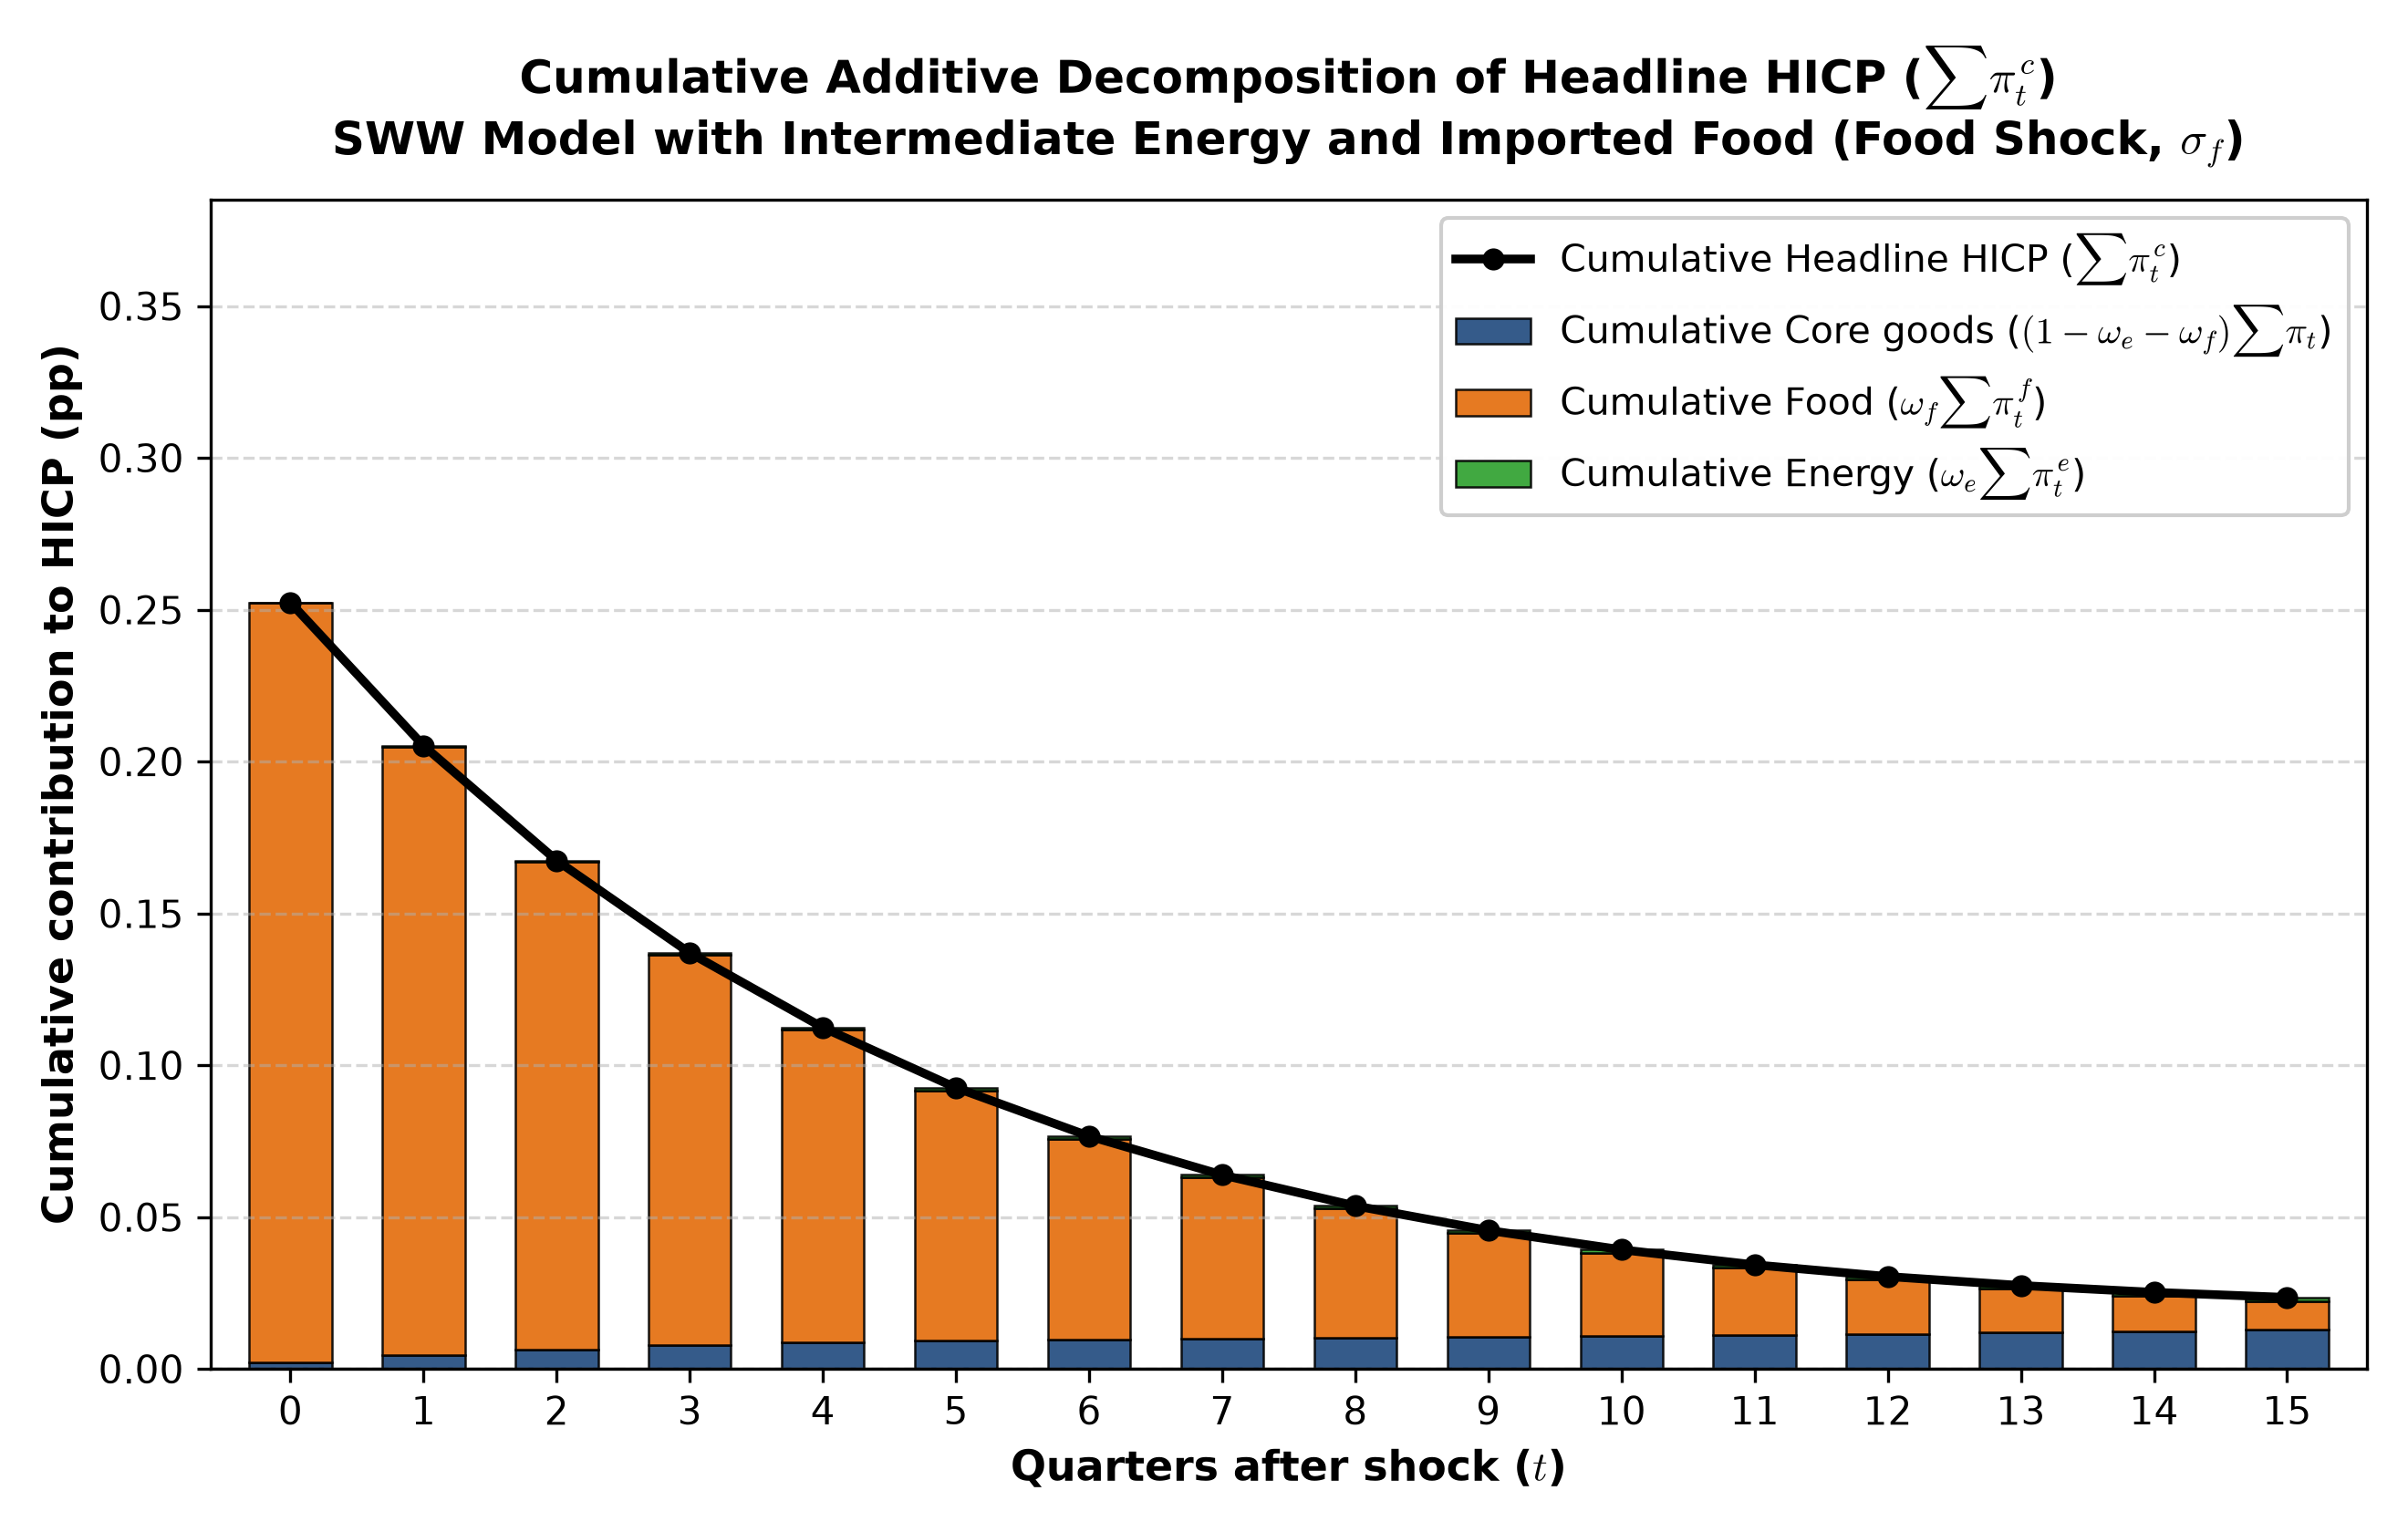 Cumulative Additive Decomposition of Headline HICP (∑π_t^c)
SWW Model with Intermediate Energy and Imported Food (Food Shock, σ_f)
Cumulative Headline HICP (∑π_t^c)
Cumulative Core goods ((1 − ω_e − ω_f)∑π_t)
Cumulative Food (ω_f∑π_t^f)
Cumulative Energy (ω_e∑π_t^e)
Cumulative contribution to HICP (pp)
0.35
0.30
0.25
0.20
0.15
0.10
0.05
0.00
0 1 2 3 4 5 6 7 8 9 10 11 12 13 14 15
Quarters after shock (t)